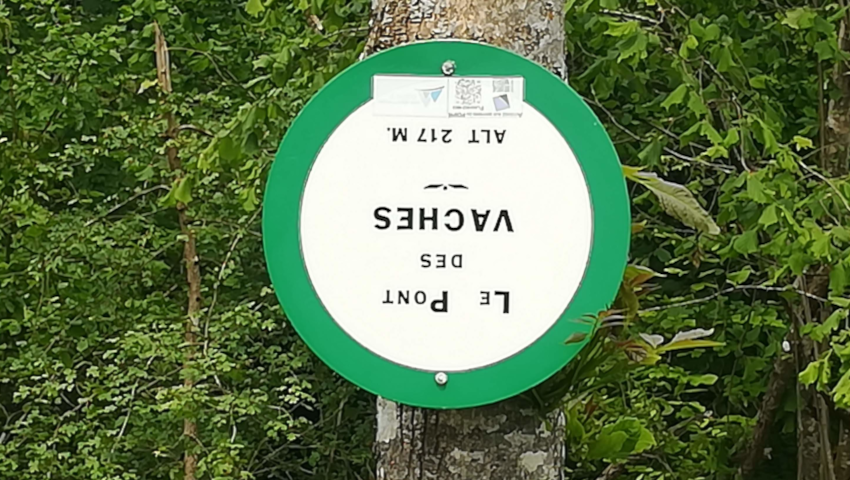 Le Pont
des
Vaches
ALT 217 M.